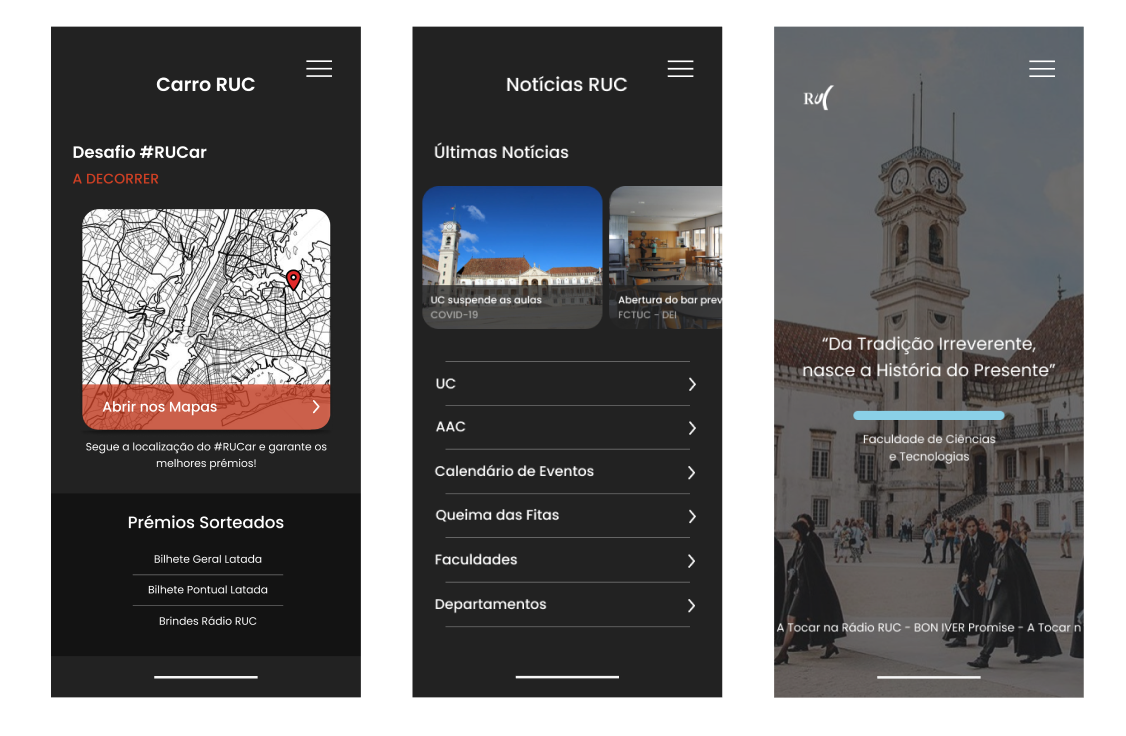 Carro RUC
Desafio #RUCar
A DECORRER
Abrir nos Mapas
Segue a localização do #RUCar e garante os
melhores prémios!
Prémios Sorteados
Bilhete Geral Latada
Bilhete Pontual Latada
Brindes Rádio RUC
Notícias RUC
Últimas Notícias
UC suspende as aulas
COVID-19
Abertura do bar prev
FCTUC - DEI
UC
AAC
Calendário de Eventos
Queima das Fitas
Faculdades
Departamentos
RUC
“Da Tradição Irreverente,
nasce a História do Presente”
Faculdade de Ciências
e Tecnologias
A Tocar na Rádio RUC - BON IVER Promise - A Tocar n